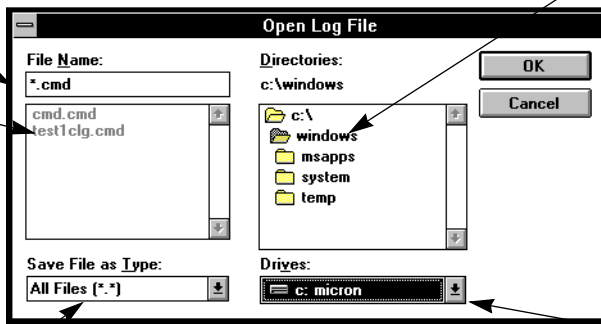 Open Log File
File Name:
*.cmd
cmd.cmd
test1clg.cmd
Save File as Type:
All Files (*.*)
Directories:
c:\windows
c:\
windows
msapps
system
temp
Drives:
c: micron
OK
Cancel